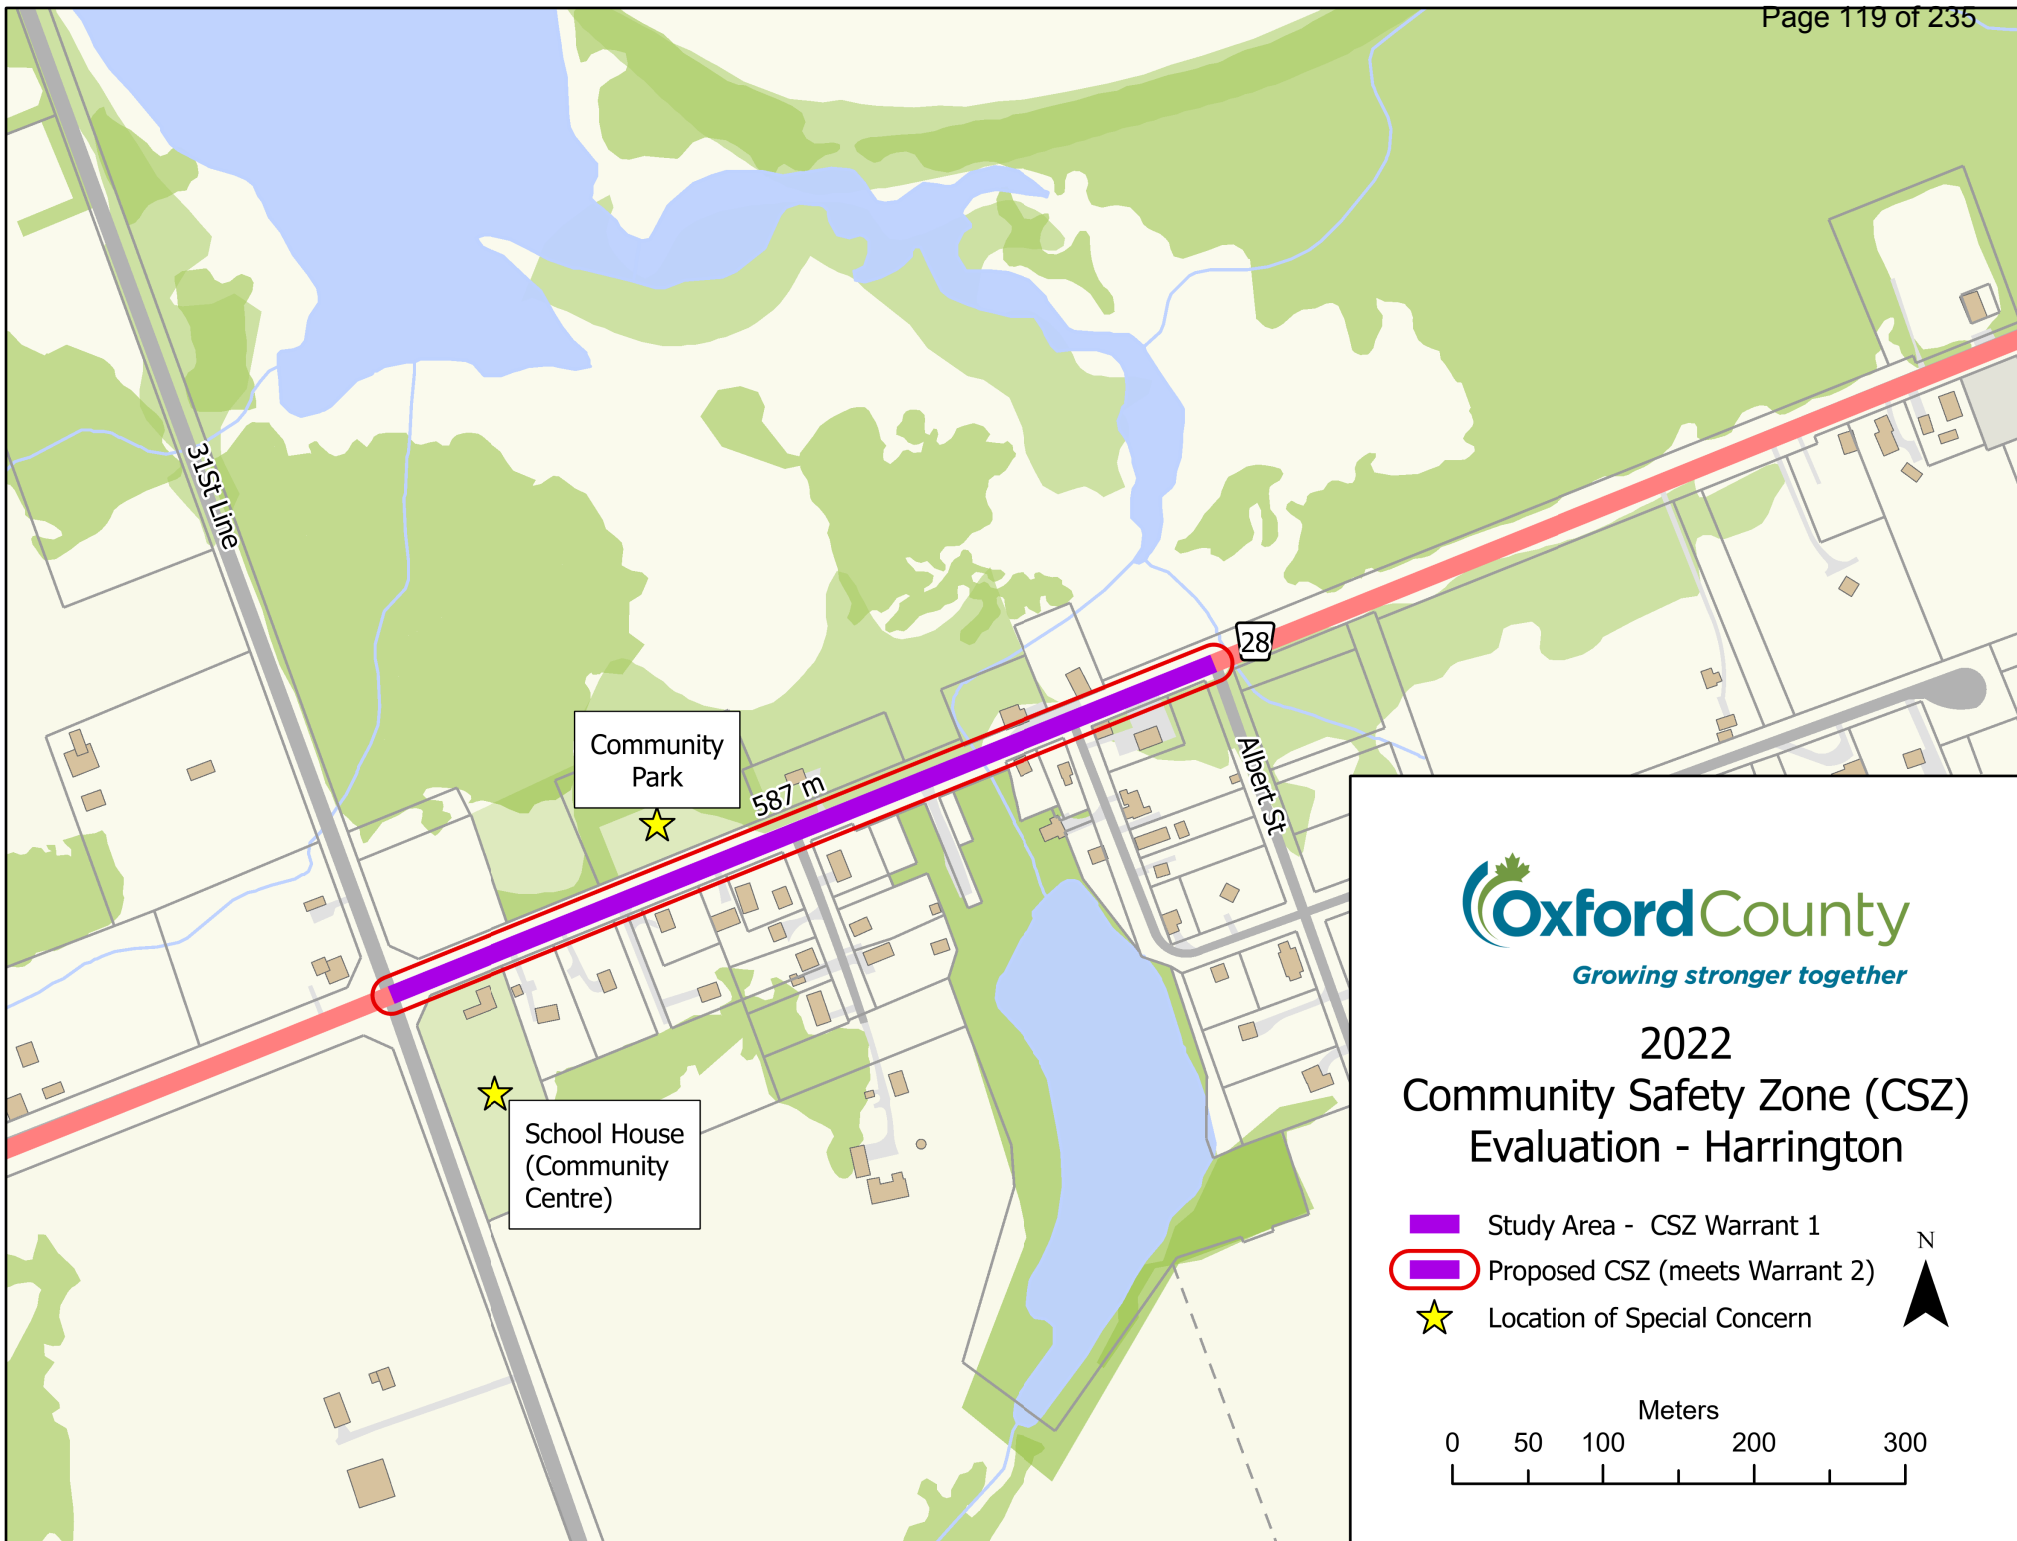 Page 119 of 235
31St Line
28
Community
Park
587 m
Albert St
School House
(Community
Centre)
OxfordCounty
Growing stronger together
2022
Community Safety Zone (CSZ)
Evaluation - Harrington
Study Area -  CSZ Warrant 1
Proposed CSZ (meets Warrant 2)
Location of Special Concern
N
Meters
0 50 100 200 300